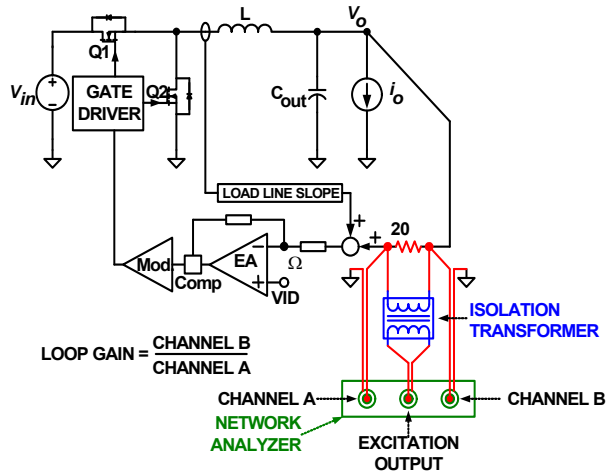 L
Vo
Q1
Vin
GATE
DRIVER
Q2
Cout
io
LOAD LINE SLOPE
+
+
20
Mod.
Comp
EA
−
+
Ω
VID
ISOLATION
TRANSFORMER
LOOP GAIN = CHANNEL B
CHANNEL A
CHANNEL A
CHANNEL B
NETWORK
ANALYZER
EXCITATION
OUTPUT